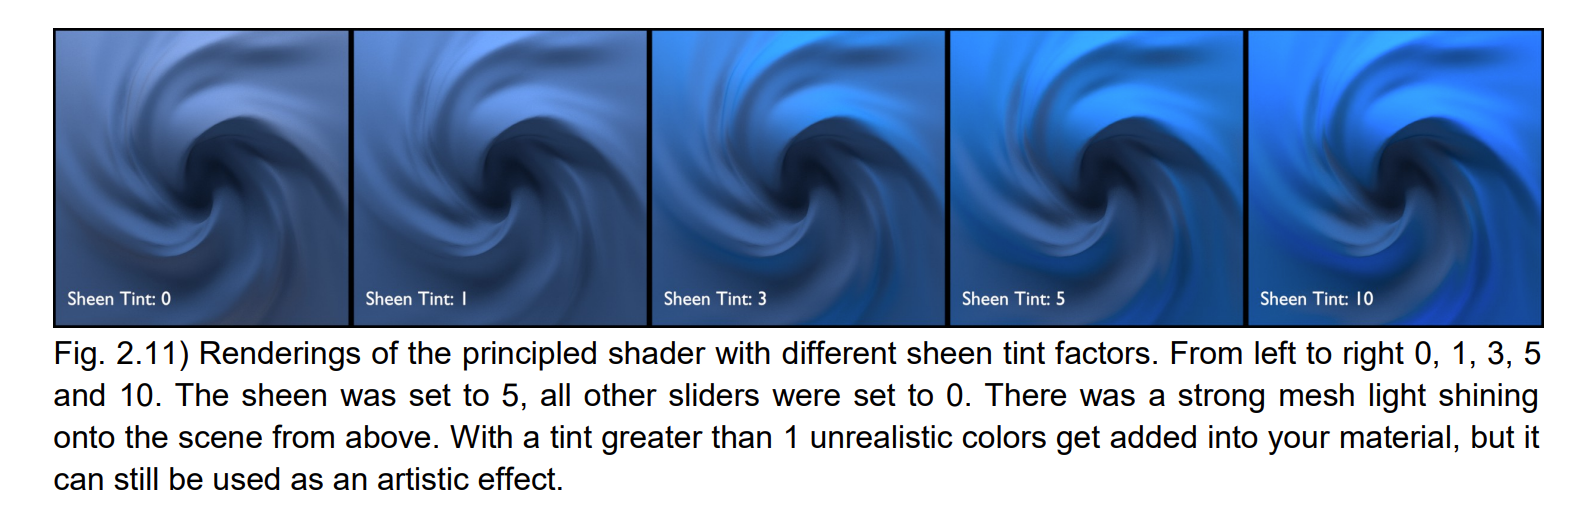 Sheen Tint: 0
Sheen Tint: 1
Sheen Tint: 3
Sheen Tint: 5
Sheen Tint: 10
Fig. 2.11) Renderings of the principled shader with different sheen tint factors. From left to right 0, 1, 3, 5
and 10. The sheen was set to 5, all other sliders were set to 0. There was a strong mesh light shining
onto the scene from above. With a tint greater than 1 unrealistic colors get added into your material, but it
can still be used as an artistic effect.